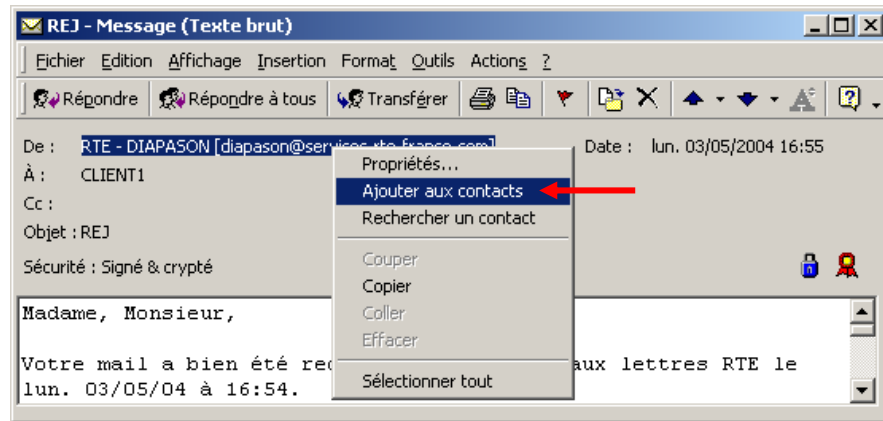 REJ - Message (Texte brut)
Fichier Edition Affichage Insertion Format Outils Actions ?
Répondre Répondre à tous Transférer
De : RTE - DIAPASON [diapason@services-rte-france.com] Date : lun. 03/05/2004 16:55
À : CLIENT1
Cc :
Objet : REJ
Sécurité : Signé & crypté
Propriétés...
Ajouter aux contacts
Rechercher un contact
Couper
Copier
Coller
Effacer
Sélectionner tout
Madame, Monsieur,
Votre mail a bien été aux lettres RTE le
lun. 03/05/04 à 16:54.